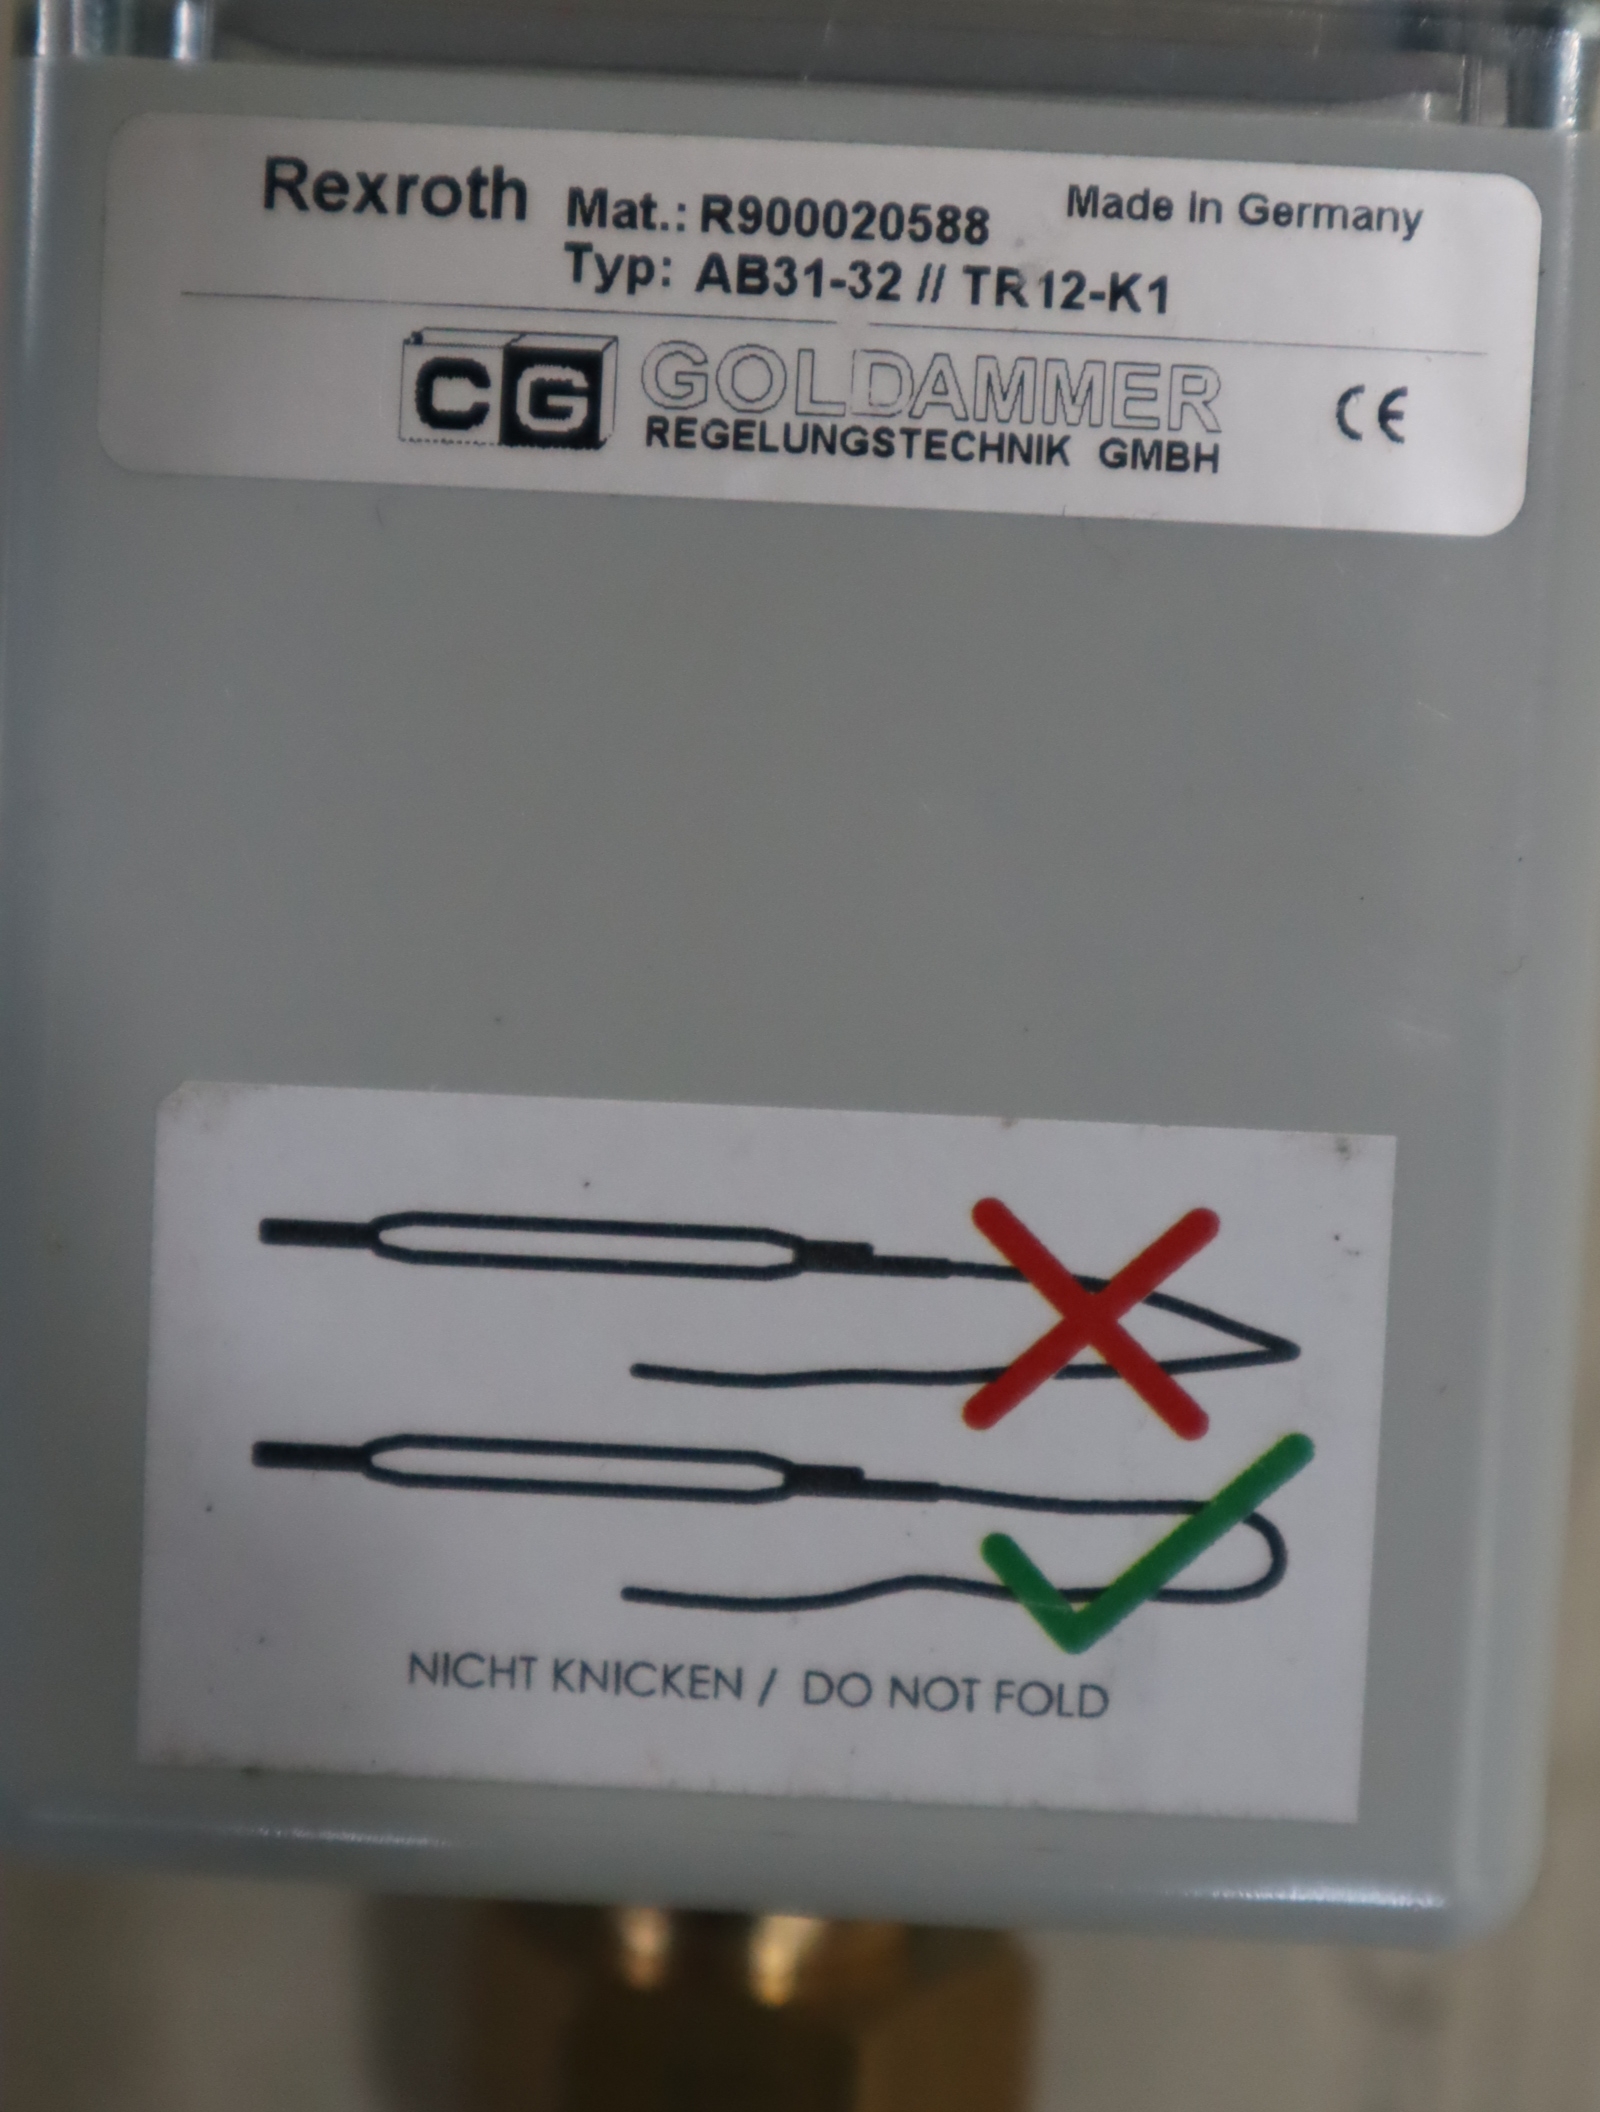 Rexroth Mat.: R900020588 Made in Germany
Typ: AB31-32 // TR12-K1
CG GOLDAMMER CE
REGELUNGSTECHNIK GMBH
NICHT KNICKEN / DO NOT FOLD